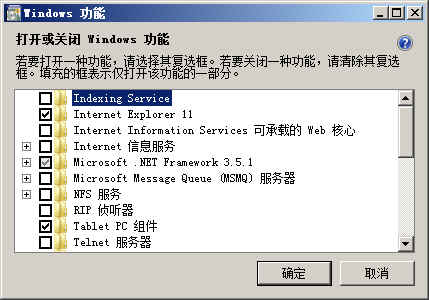 Windows 功能
打开或关闭 Windows 功能
若要打开一种功能，请选择其复选框。若要关闭一种功能，请清除其复选
框。填充的框表示仅打开该功能的一部分。
Indexing Service
Internet Explorer 11
Internet Information Services 可承载的 Web 核心
Internet 信息服务
Microsoft .NET Framework 3.5.1
Microsoft Message Queue (MSMQ) 服务器
NFS 服务
RIP 侦听器
Tablet PC 组件
Telnet 服务器
确定
取消